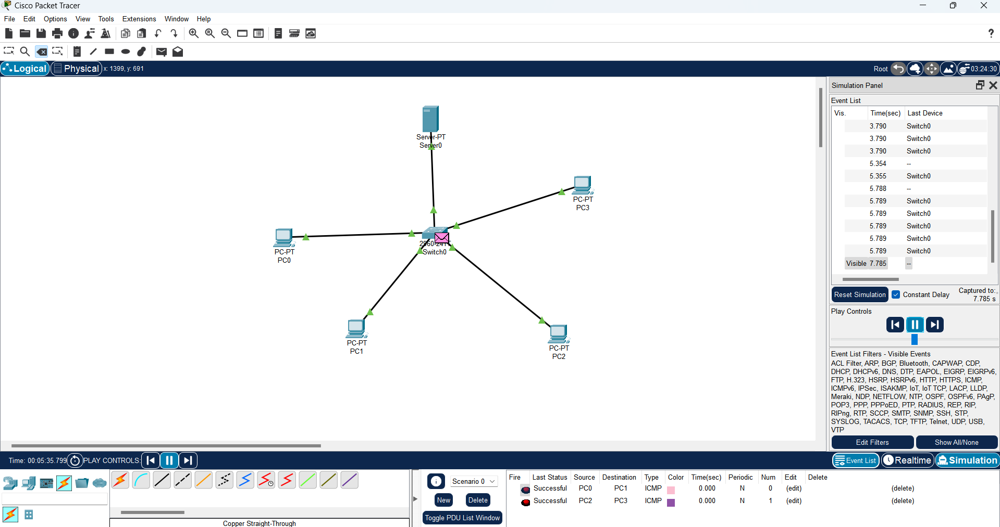 Cisco Packet Tracer
File Edit Options View Tools Extensions Window Help
Logical Physical x: 1399, y: 691 Root 03:24:30
Server-PT
Server0
PC-PT
PC3
PC-PT
PC0
2960-24TT
Switch0
PC-PT
PC1
PC-PT
PC2
Simulation Panel
Event List
Vis. Time(sec) Last Device
3.790 Switch0
3.790 Switch0
3.790 Switch0
5.354 --
5.355 Switch0
5.788 --
5.789 Switch0
5.789 Switch0
5.789 Switch0
5.789 Switch0
5.789 Switch0
Visible 7.785 --
Reset Simulation Constant Delay Captured to:
7.785 s
Play Controls
Event List Filters - Visible Events
ACL Filter, ARP, BGP, Bluetooth, CAPWAP, CDP,
DHCP, DHCPv6, DNS, DTP, EAPOL, EIGRP, EIGRPv6,
FTP, H.323, HSRP, HSRPv6, HTTP, HTTPS, ICMP,
ICMPv6, IPSec, ISAKMP, IoT, IoT TCP, LACP, LLDP,
Meraki, NDP, NETFLOW, NTP, OSPF, OSPFv6, PAgP,
POP3, PPP, PPPoED, PTP, RADIUS, REP, RIP,
RIPng, RTP, SCCP, SMTP, SNMP, SSH, STP,
SYSLOG, TACACS, TCP, TFTP, Telnet, UDP, USB,
VTP
Edit Filters Show All/None
Time: 00:05:35.799 PLAY CONTROLS: Event List Realtime Simulation
Scenario 0
New Delete
Toggle PDU List Window
Copper Straight-Through
Fire Last Status Source Destination Type Color Time(sec) Periodic Num Edit Delete
Successful PC0 PC1 ICMP 0.000 N 0 (edit) (delete)
Successful PC2 PC3 ICMP 0.000 N 1 (edit) (delete)